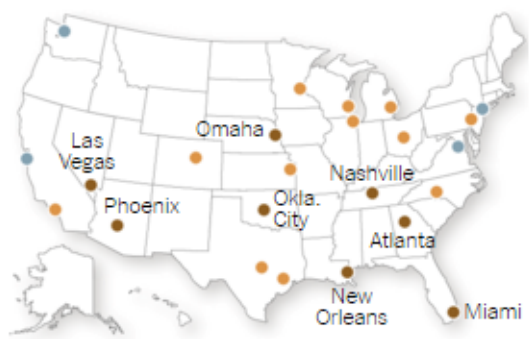 Omaha
Las
Vegas
Nashville
Phoenix
Okla.
City
Atlanta
New
Orleans
Miami